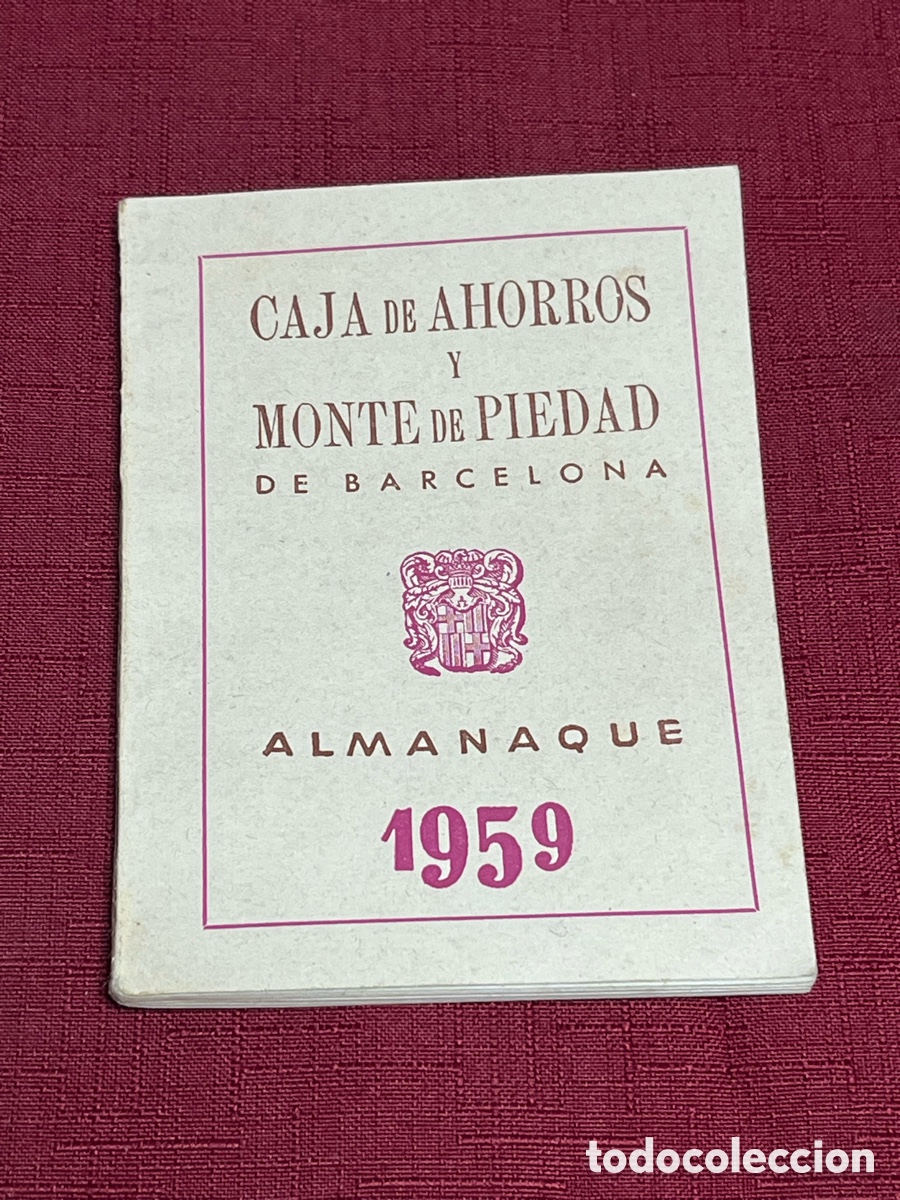 CAJA DE AHORROS
Y
MONTE DE PIEDAD
DE BARCELONA
ALMANAQUE
1959
todocoleccion